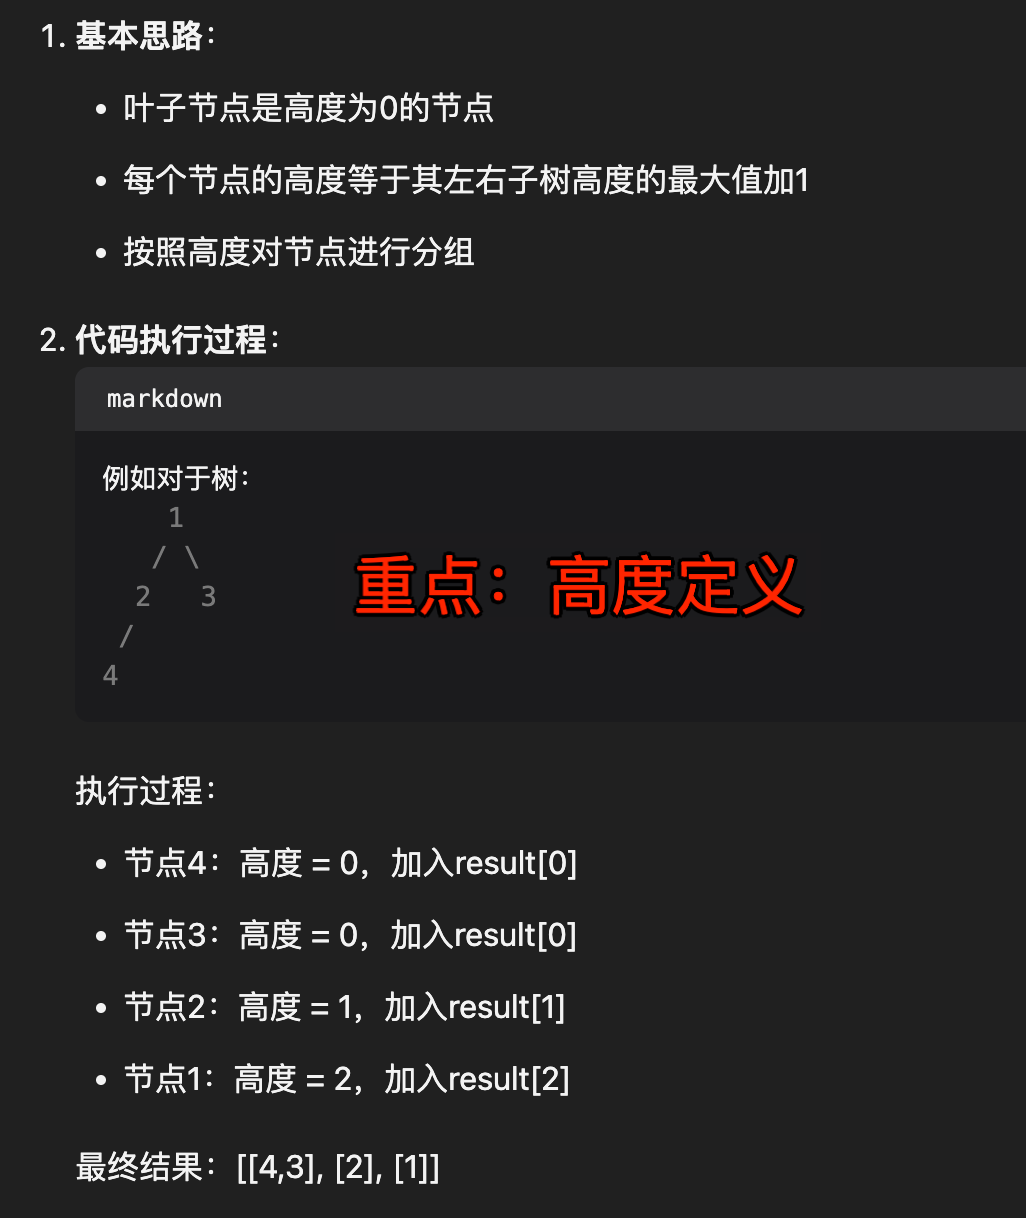 1. 基本思路：
• 叶子节点是高度为0的节点
• 每个节点的高度等于其左右子树高度的最大值加1
• 按照高度对节点进行分组
2. 代码执行过程：
markdown
例如对于树：
1
/ \
2 3
/
4
重点：高度定义
执行过程：
• 节点4：高度 = 0，加入result[0]
• 节点3：高度 = 0，加入result[0]
• 节点2：高度 = 1，加入result[1]
• 节点1：高度 = 2，加入result[2]
最终结果：[[4,3], [2], [1]]